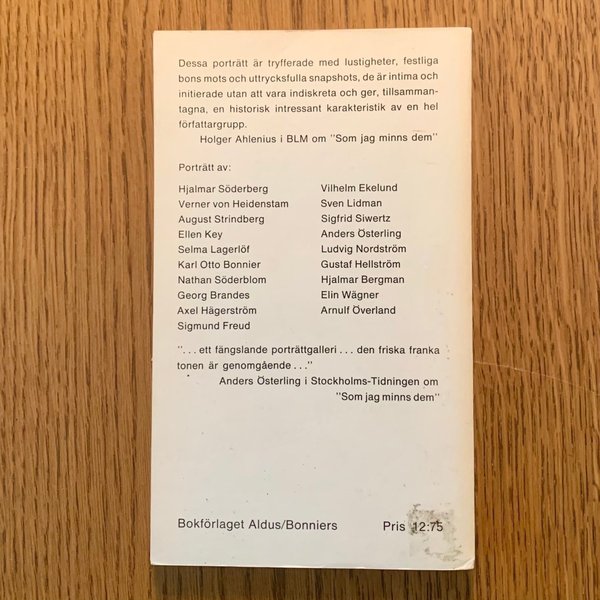 Dessa porträtt är tryfferade med lustigheter, festliga
bons mots och uttrycksfulla snapshots, de är intima och
initierade utan att vara indiskreta och ger, tillsamman-
tagna, en historisk intressant karakteristik av en hel
författargrupp.
Holger Ahlenius i BLM om "Som jag minns dem"
Porträtt av:
Hjalmar Söderberg
Verner von Heidenstam
August Strindberg
Ellen Key
Selma Lagerlöf
Karl Otto Bonnier
Nathan Söderblom
Georg Brandes
Axel Hägerström
Sigmund Freud
Vilhelm Ekelund
Sven Lidman
Sigfrid Siwertz
Anders Österling
Ludvig Nordström
Gustaf Hellström
Hjalmar Bergman
Elin Wägner
Arnulf Överland
"... ett fängslande porträttgalleri ... den friska franka
tonen är genomgående ..."
Anders Österling i Stockholms-Tidningen om
"Som jag minns dem"
Bokförlaget Aldus/Bonniers
Pris 12:75